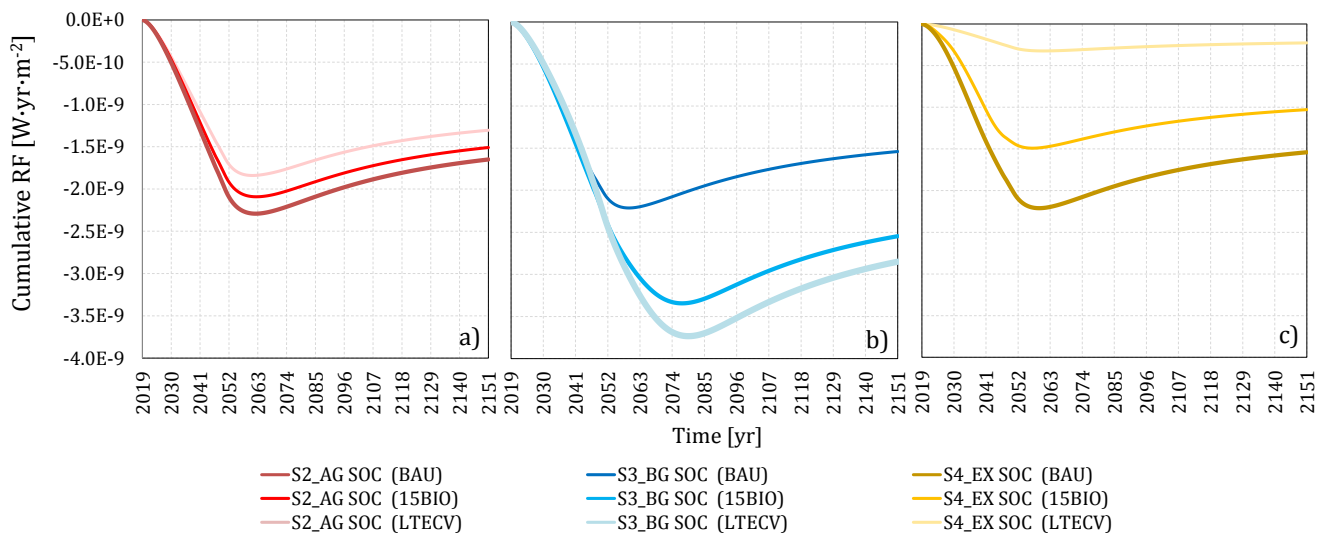 0.0E+0
-5.0E-10
-1.0E-9
-1.5E-9
-2.0E-9
-2.5E-9
-3.0E-9
-3.5E-9
-4.0E-9
Cumulative RF [W·yr·m⁻²]
a)
b)
c)
2019 2030 2041 2052 2063 2074 2085 2096 2107 2118 2129 2140 2151
2019 2030 2041 2052 2063 2074 2085 2096 2107 2118 2129 2140 2151
2019 2030 2041 2052 2063 2074 2085 2096 2107 2118 2129 2140 2151
Time [yr]
S2_AG SOC (BAU)
S2_AG SOC (15BIO)
S2_AG SOC (LTECV)
S3_BG SOC (BAU)
S3_BG SOC (15BIO)
S3_BG SOC (LTECV)
S4_EX SOC (BAU)
S4_EX SOC (15BIO)
S4_EX SOC (LTECV)